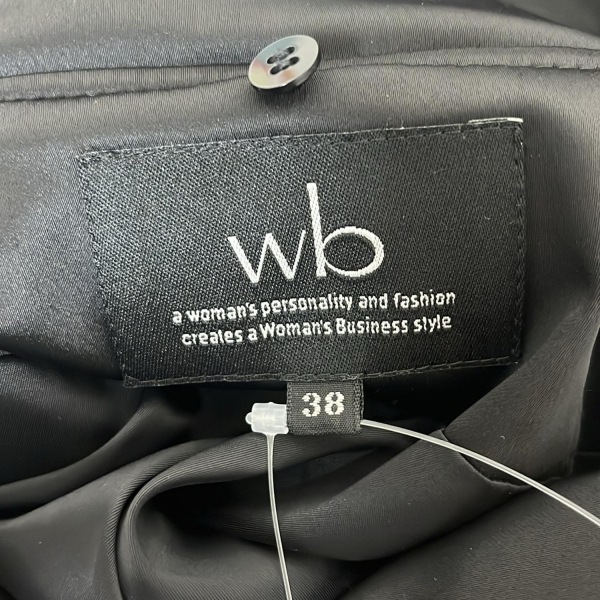 wb
a woman's personality and fashion
creates a Woman's Business style
38